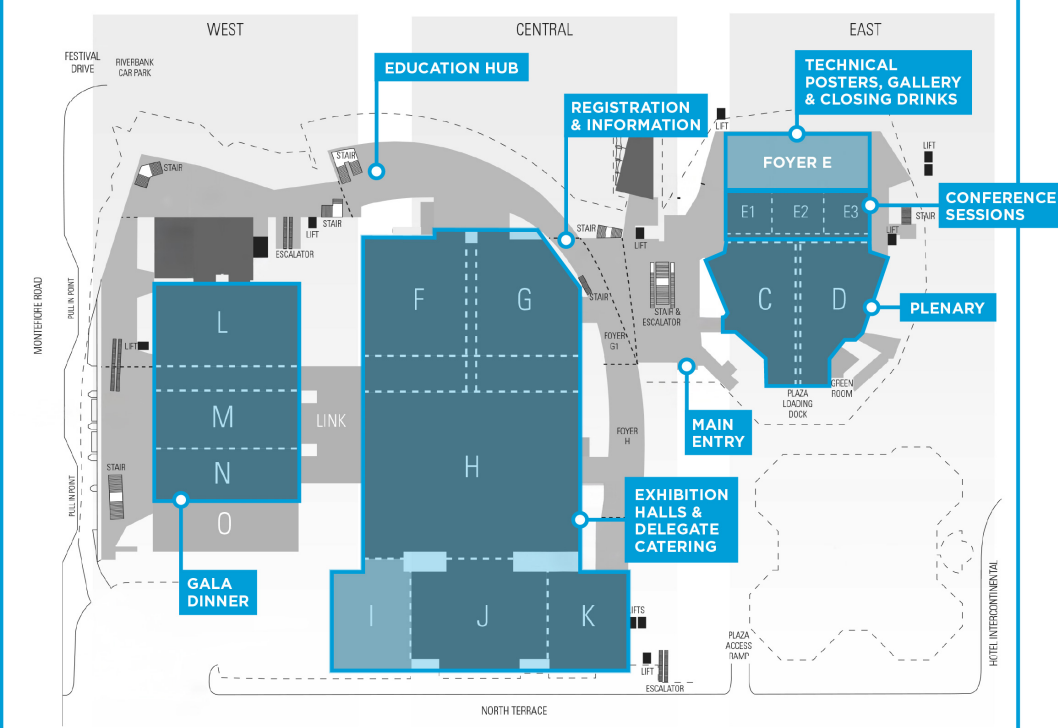 WEST
CENTRAL
EAST
FESTIVAL
DRIVE
RIVERBANK
CAR PARK
EDUCATION HUB
TECHNICAL
POSTERS, GALLERY
& CLOSING DRINKS
REGISTRATION
& INFORMATION
LIFT
LIFT
STAIR
STAIR
FOYER E
CONFERENCE
SESSIONS
E1
E2
E3
STAIR
STAIR
LIFT
ESCALATOR
STAIR
LIFT
LIFT
MONTEFIORE ROAD
PULL IN POINT
L
F
G
STAIR
STAIR &
ESCALATOR
C
D
PLENARY
LIFT
FOYER
G1
GREEN
ROOM
PLAZA
LOADING
DOCK
M
LINK
MAIN
ENTRY
FOYER
H
N
H
STAIR
PULL IN POINT
O
EXHIBITION
HALLS &
DELEGATE
CATERING
GALA
DINNER
I
J
K
LIFTS
PLAZA
ACCESS
RAMP
HOTEL INTERCONTINENTAL
LIFT
ESCALATOR
NORTH TERRACE